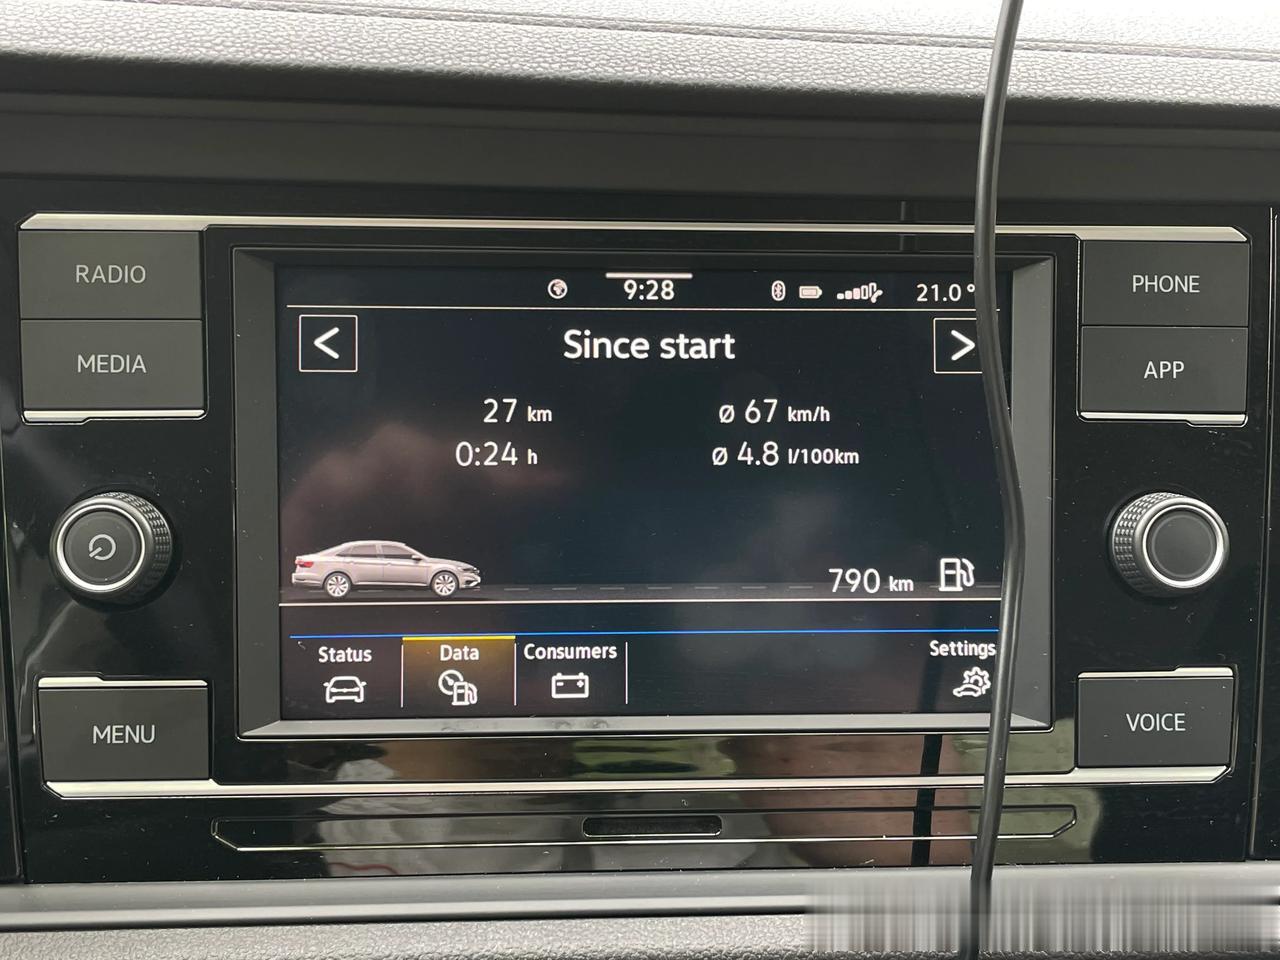 RADIO
MEDIA
MENU
PHONE
APP
VOICE
9:28
21.0 °
<
Since start
>
27 km
ø 67 km/h
0:24 h
ø 4.8 l/100km
790 km
Status
Data
Consumers
Settings